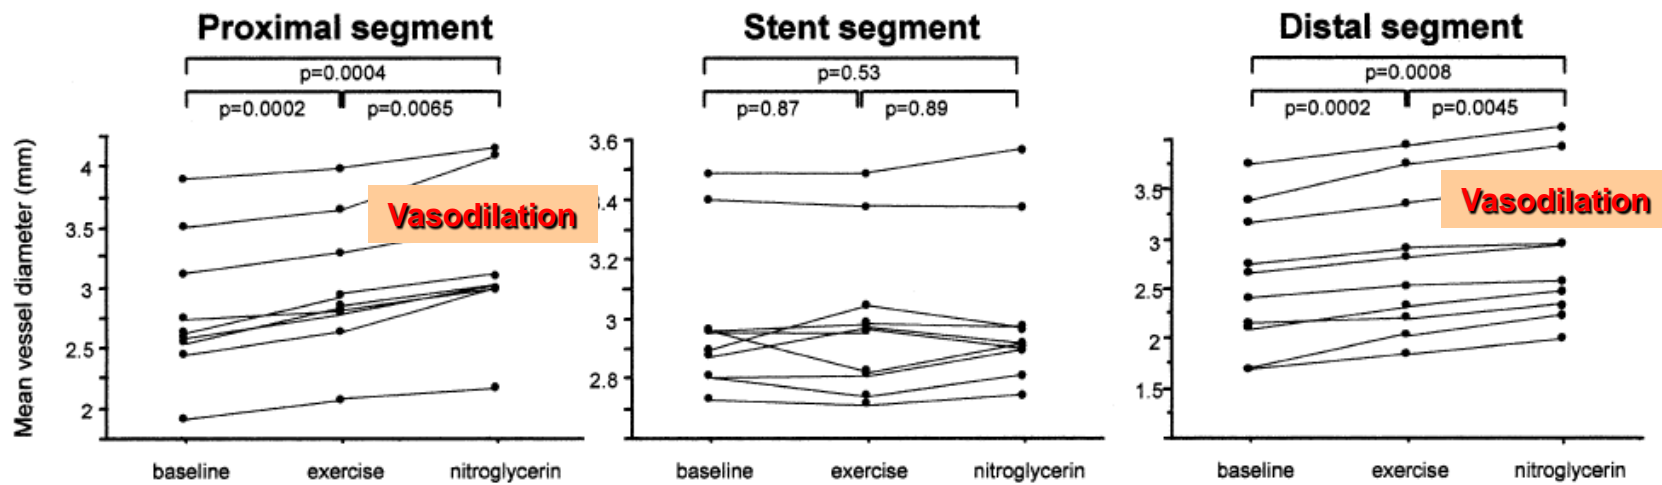 Proximal segment
Stent segment
Distal segment
p=0.0004
p=0.53
p=0.0008
p=0.0002
p=0.0065
p=0.87
p=0.89
p=0.0002
p=0.0045
Mean vessel diameter (mm)
4
3.5
3
2.5
2
Vasodilation
3.6
.4
3.2
3
2.8
3.5
3
2.5
2
1.5
Vasodilation
baseline
exercise
nitroglycerin
baseline
exercise
nitroglycerin
baseline
exercise
nitroglycerin